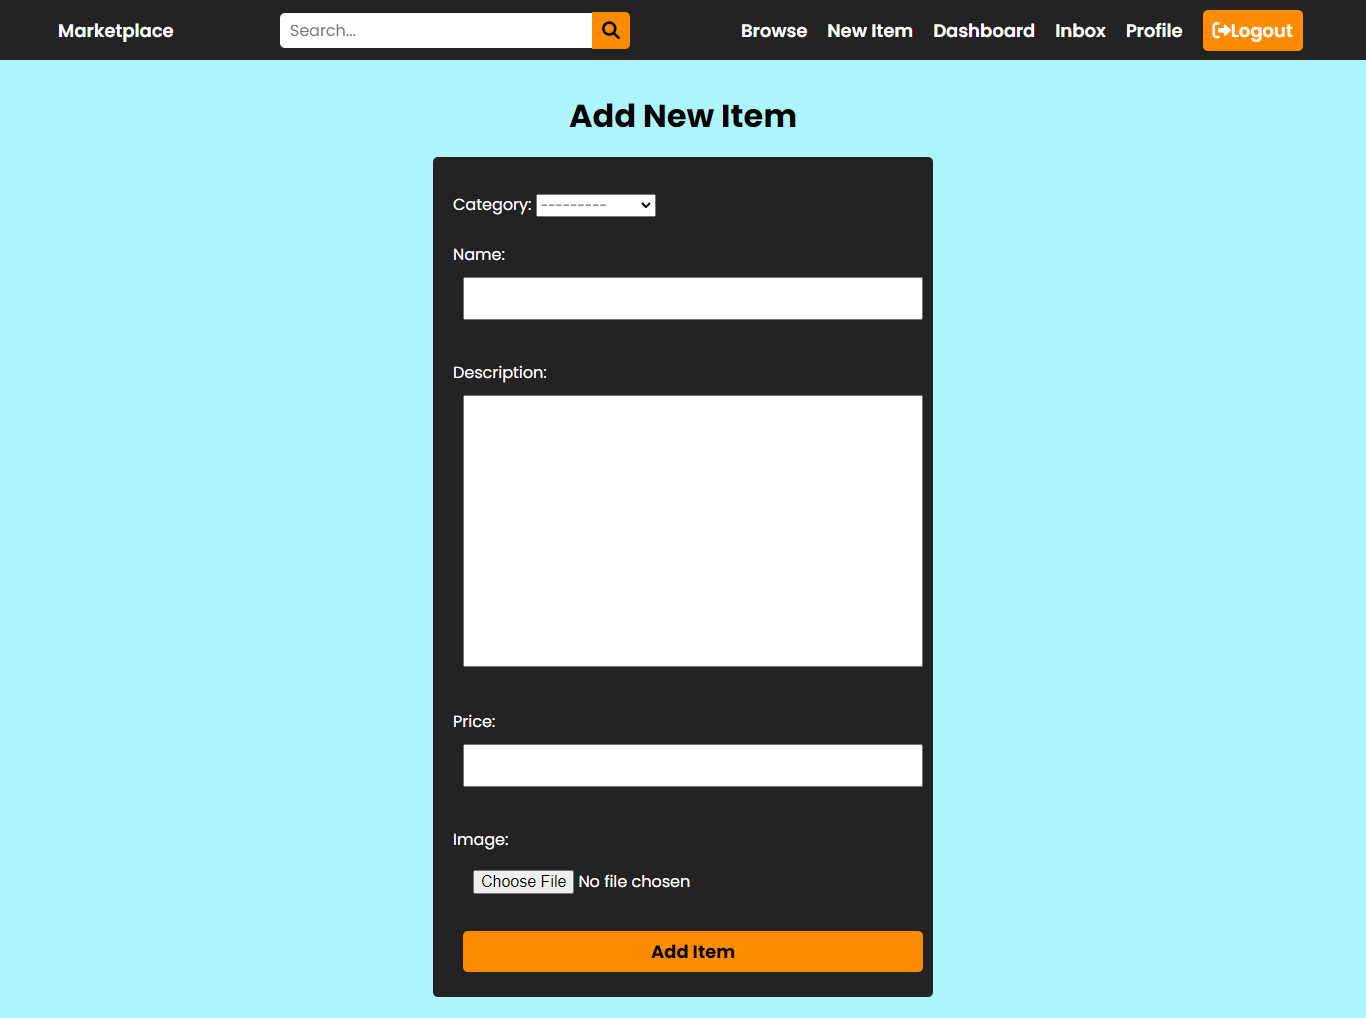 Marketplace
Search...
Browse New Item Dashboard Inbox Profile Logout
Add New Item
Category: ---------
Name:
Description:
Price:
Image:
Choose File No file chosen
Add Item